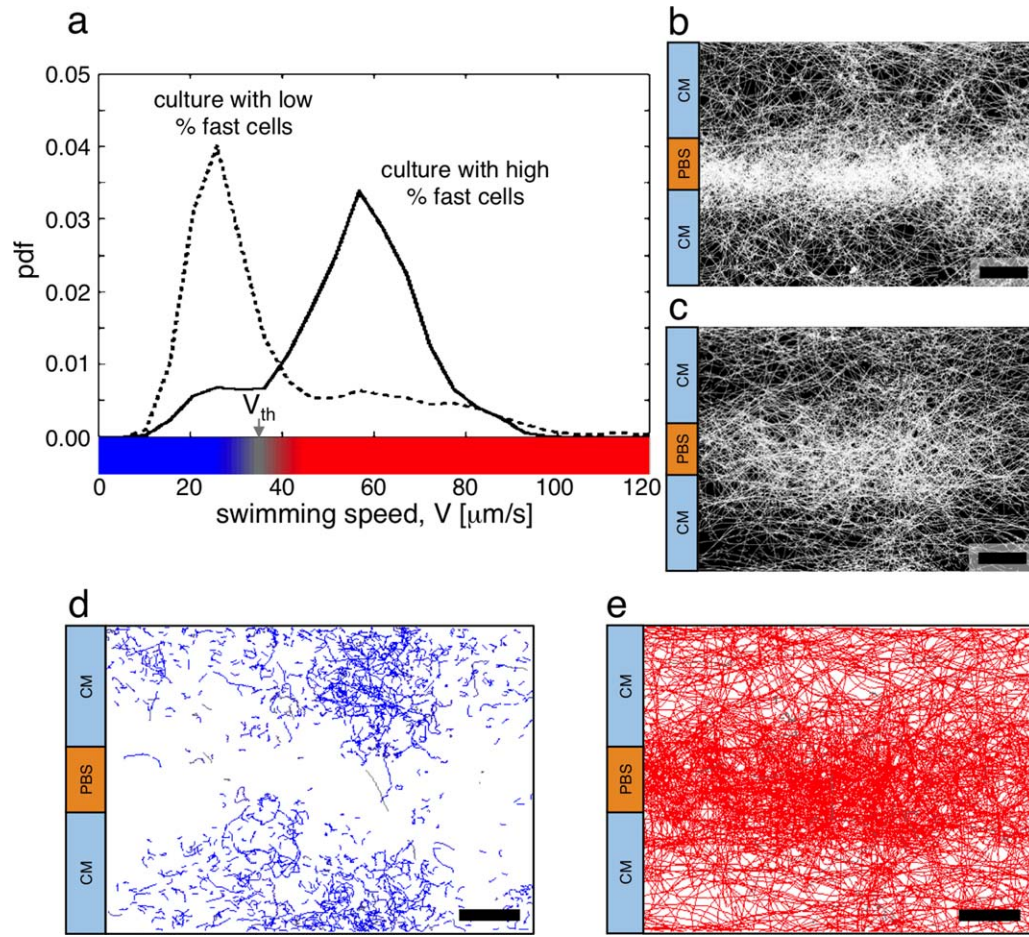 a
0.05
0.04
0.03
0.02
0.01
0.00
pdf
culture with low
% fast cells
culture with high
% fast cells
Vth
0 20 40 60 80 100 120
swimming speed, V [μm/s]
b
CM
PBS
CM
c
CM
PBS
CM
d
CM
PBS
CM
e
CM
PBS
CM